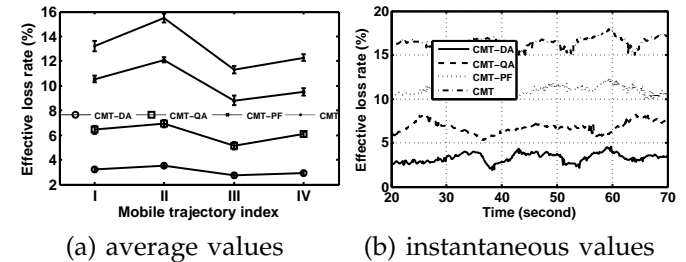 16
14
12
10
8
6
4
2
Effective loss rate (%)
CMT−DA CMT−QA CMT−PF CMT
I II III IV
Mobile trajectory index
(a) average values
20
15
10
5
0
Effective loss rate (%)
CMT−DA
CMT−QA
CMT−PF
CMT
20 30 40 50 60 70
Time (second)
(b) instantaneous values